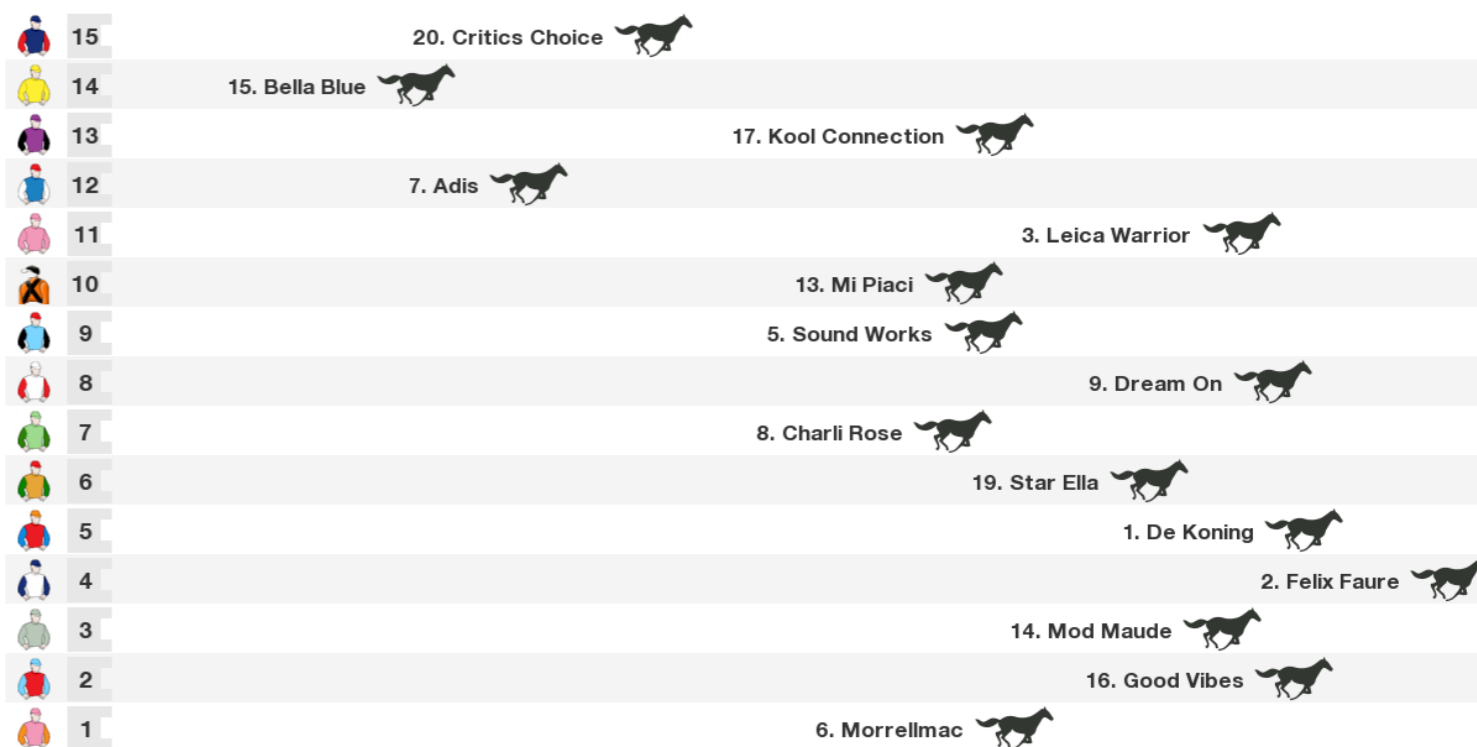 15 20. Critics Choice
14 15. Bella Blue
13 17. Kool Connection
12 7. Adis
11 3. Leica Warrior
10 13. Mi Piaci
9 5. Sound Works
8 9. Dream On
7 8. Charli Rose
6 19. Star Ella
5 1. De Koning
4 2. Felix Faure
3 14. Mod Maude
2 16. Good Vibes
1 6. Morrellmac